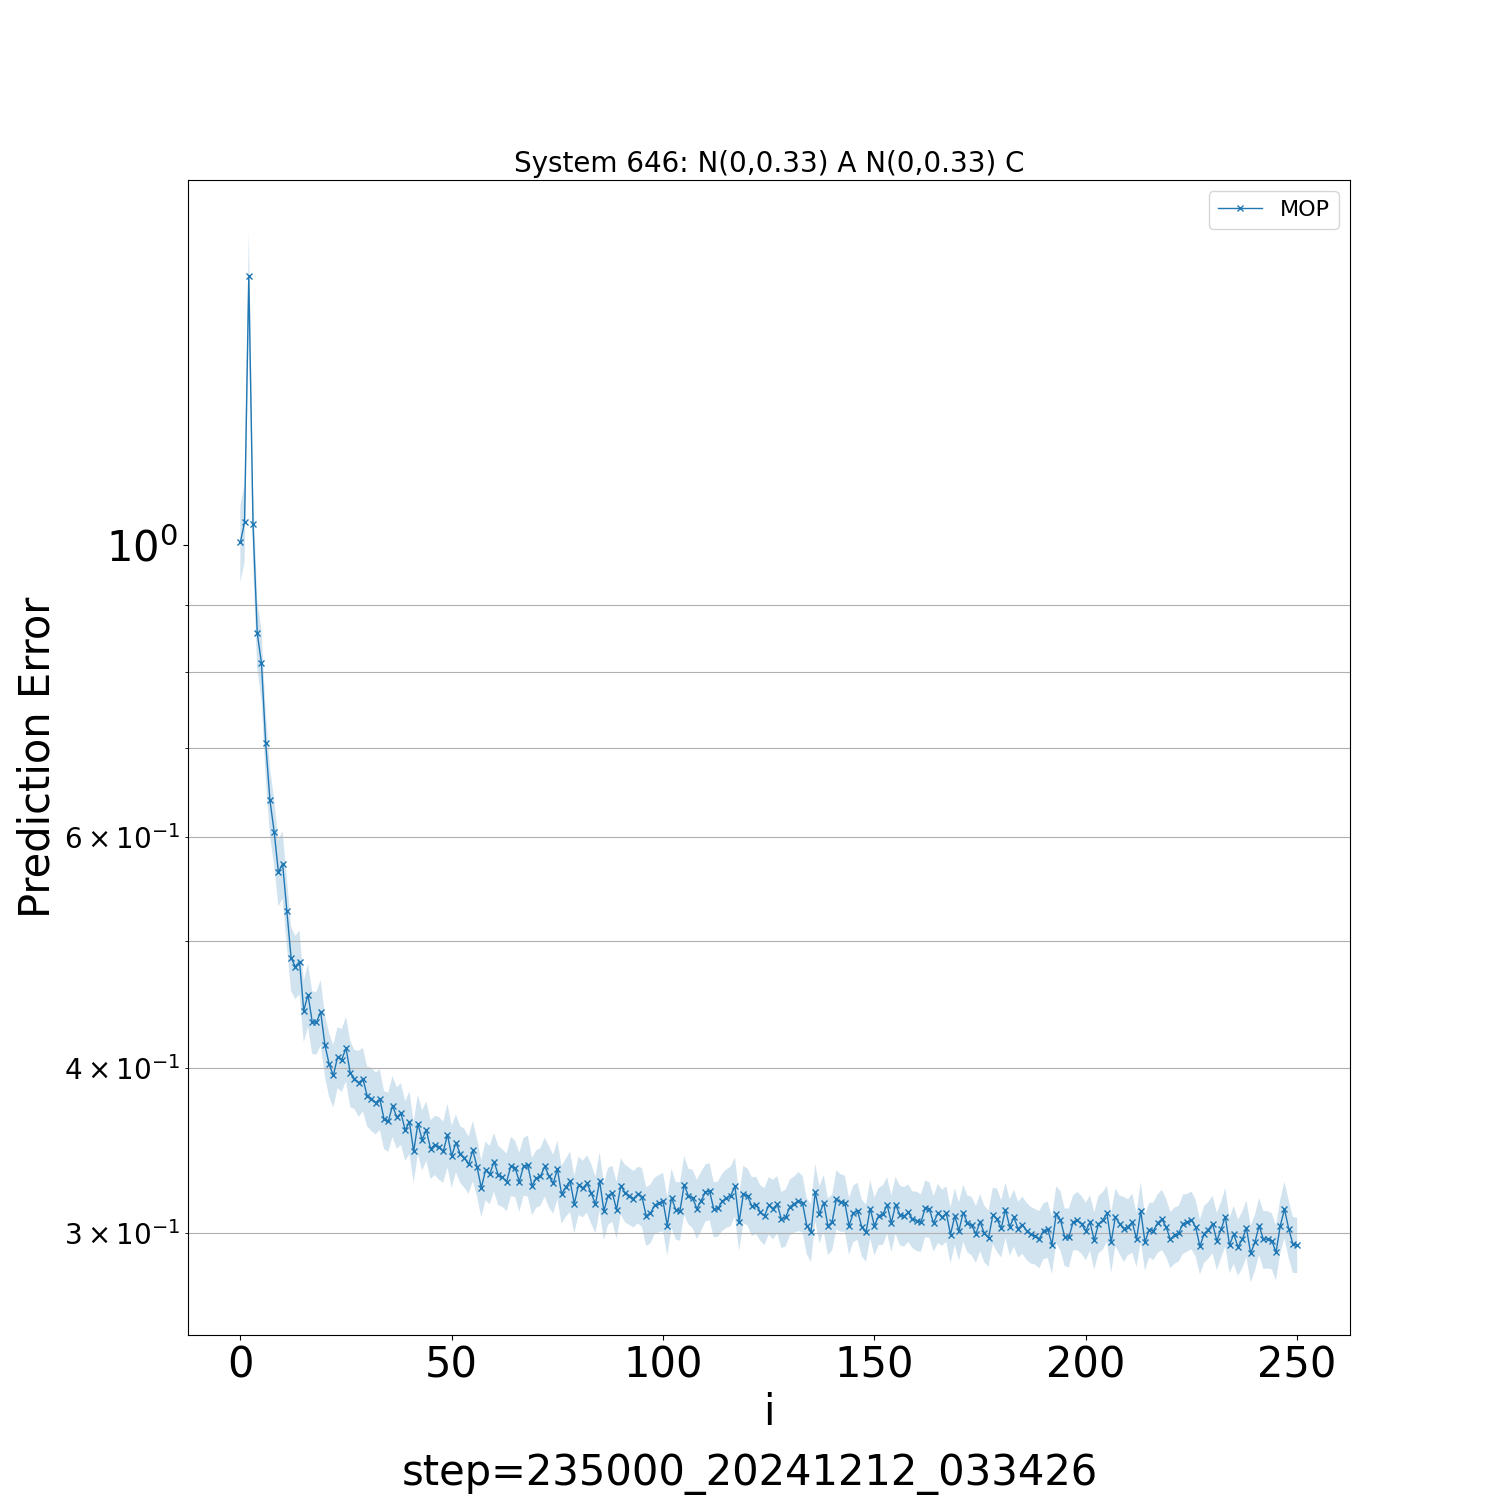 System 646: N(0,0.33) A N(0,0.33) C
MOP
10⁰
6 × 10⁻¹
4 × 10⁻¹
3 × 10⁻¹
Prediction Error
0 50 100 150 200 250
i
step=235000_20241212_033426